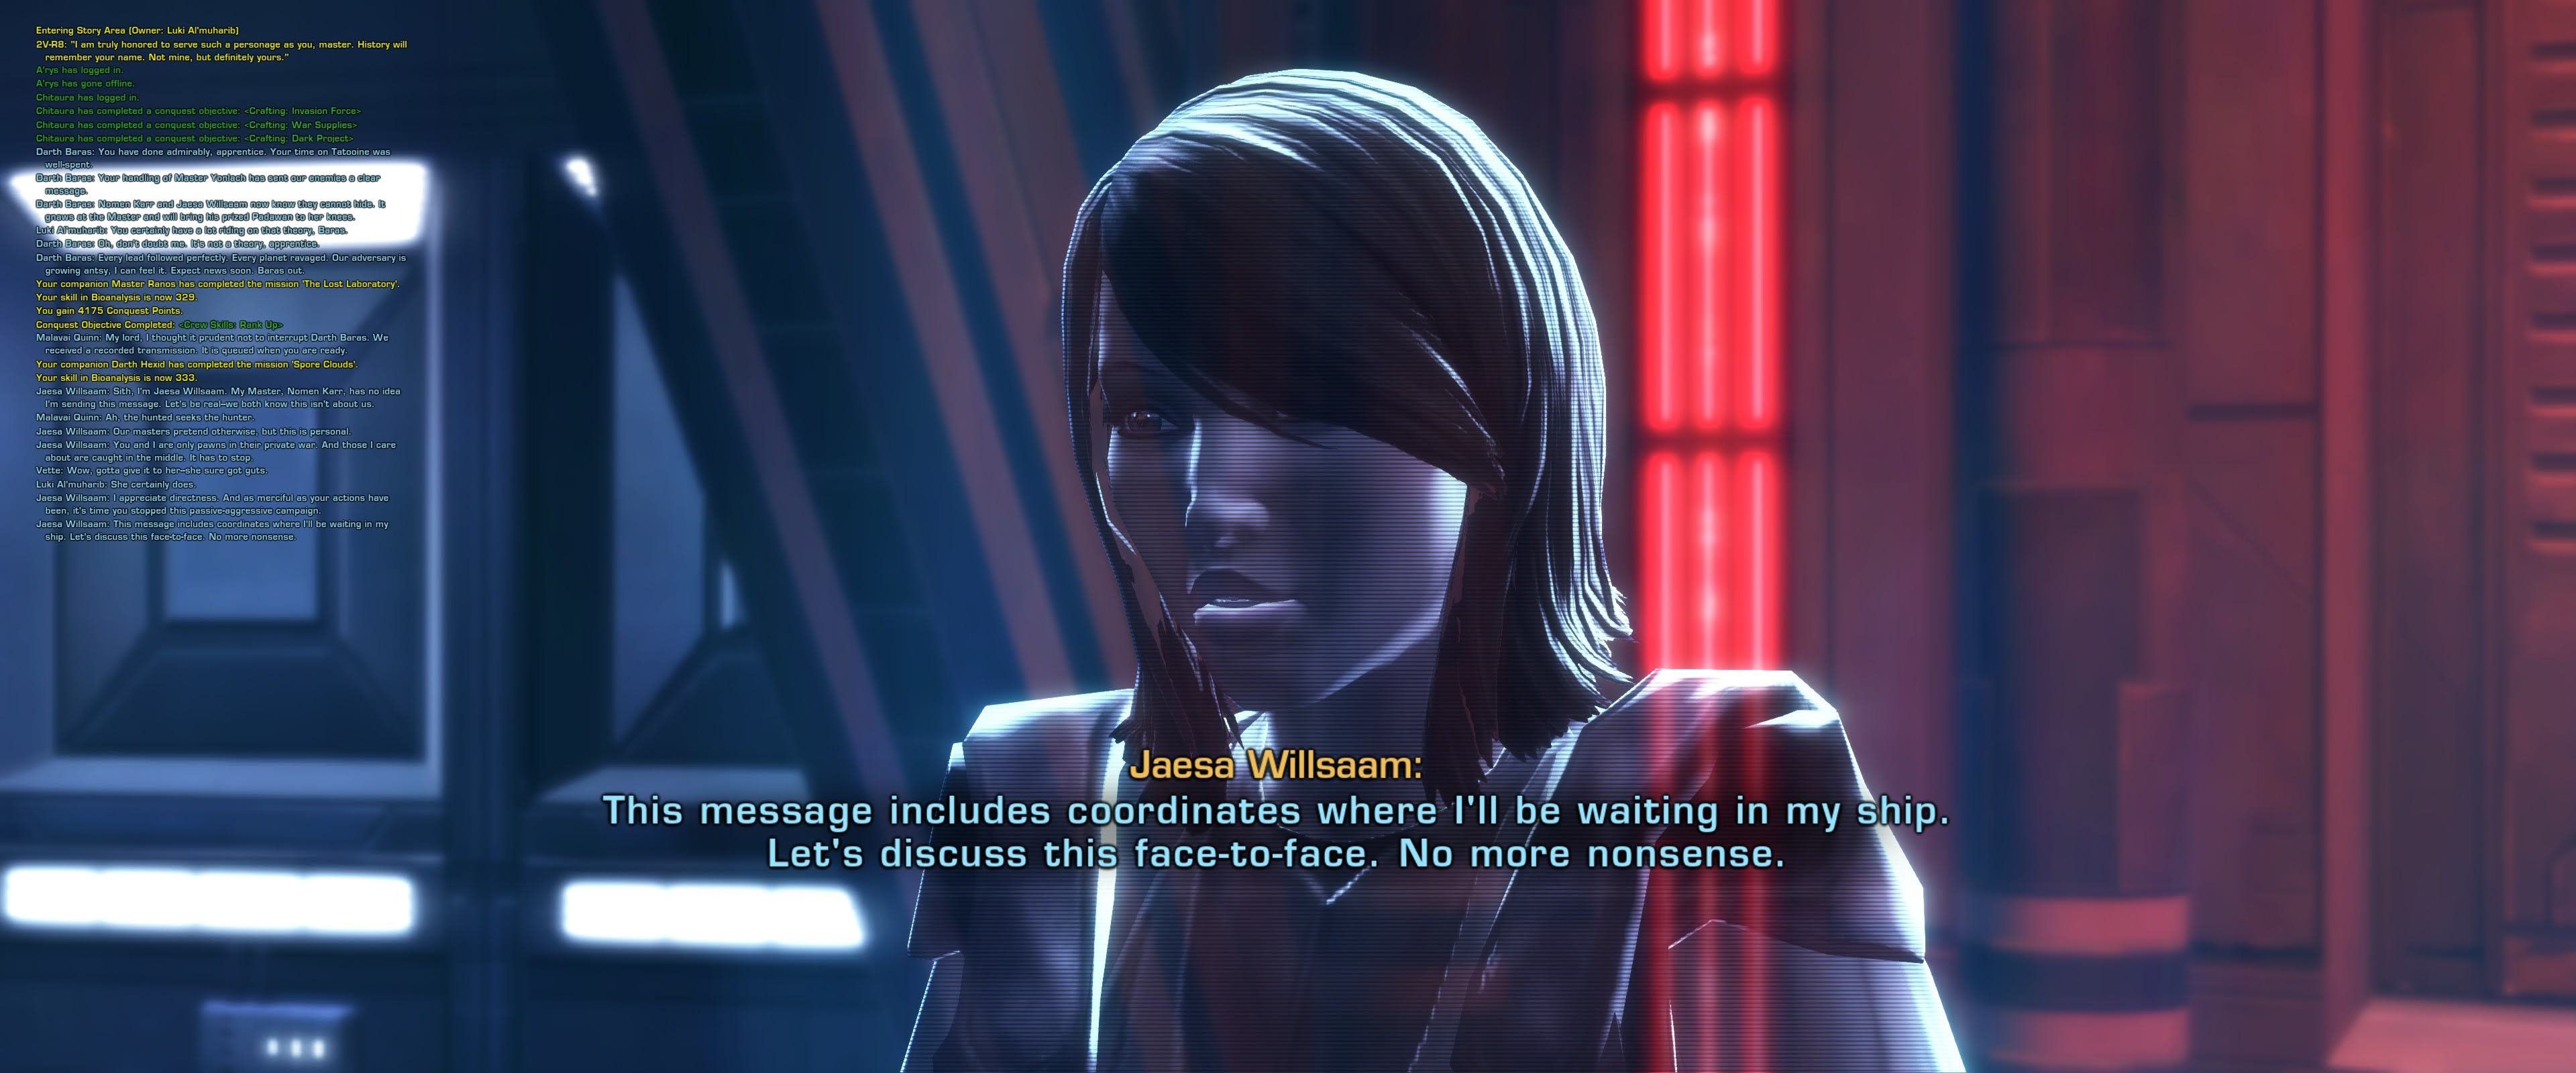 Entering Story Area [Owner: Luki Al'muharib]
2V-R8: "I am truly honored to serve such a personage as you, master. History will
remember your name. Not mine, but definitely yours."
A'rys has logged in.
A'rys has gone offline.
Chitaura has logged in.
Chitaura has completed a conquest objective: <Crafting: Invasion Force>
Chitaura has completed a conquest objective: <Crafting: War Supplies>
Chitaura has completed a conquest objective: <Crafting: Dark Project>
Darth Baras: You have done admirably, apprentice. Your time on Tatooine was
well-spent.
Darth Baras: Your handling of Master Yonlach has sent our enemies a clear
message.
Darth Baras: Nomen Karr and Jaesa Willsaam now know they cannot hide. It
gnaws at the Master and will bring his prized Padawan to her knees.
Luki Al'muharib: You certainly have a lot riding on that theory, Baras.
Darth Baras: Oh, don't doubt me. It's not a theory, apprentice.
Darth Baras: Every lead followed perfectly. Every planet ravaged. Our adversary is
growing antsy, I can feel it. Expect news soon. Baras out.
Your companion Master Ranos has completed the mission 'The Lost Laboratory'.
Your skill in Bioanalysis is now 329.
You gain 4175 Conquest Points.
Conquest Objective Completed: <Crew Skills: Rank Up>
Malavai Quinn: My lord, I thought it prudent not to interrupt Darth Baras. We
received a recorded transmission. It is queued when you are ready.
Your companion Darth Hexid has completed the mission 'Spore Clouds'.
Your skill in Bioanalysis is now 333.
Jaesa Willsaam: Sith, I'm Jaesa Willsaam. My Master, Nomen Karr, has no idea
I'm sending this message. Let's be real–we both know this isn't about us.
Malavai Quinn: Ah, the hunted seeks the hunter.
Jaesa Willsaam: Our masters pretend otherwise, but this is personal.
Jaesa Willsaam: You and I are only pawns in their private war. And those I care
about are caught in the middle. It has to stop.
Vette: Wow, gotta give it to her–she sure got guts.
Luki Al'muharib: She certainly does.
Jaesa Willsaam: I appreciate directness. And as merciful as your actions have
been, it's time you stopped this passive-aggressive campaign.
Jaesa Willsaam: This message includes coordinates where I'll be waiting in my
ship. Let's discuss this face-to-face. No more nonsense.
Jaesa Willsaam:
This message includes coordinates where I'll be waiting in my ship.
Let's discuss this face-to-face. No more nonsense.